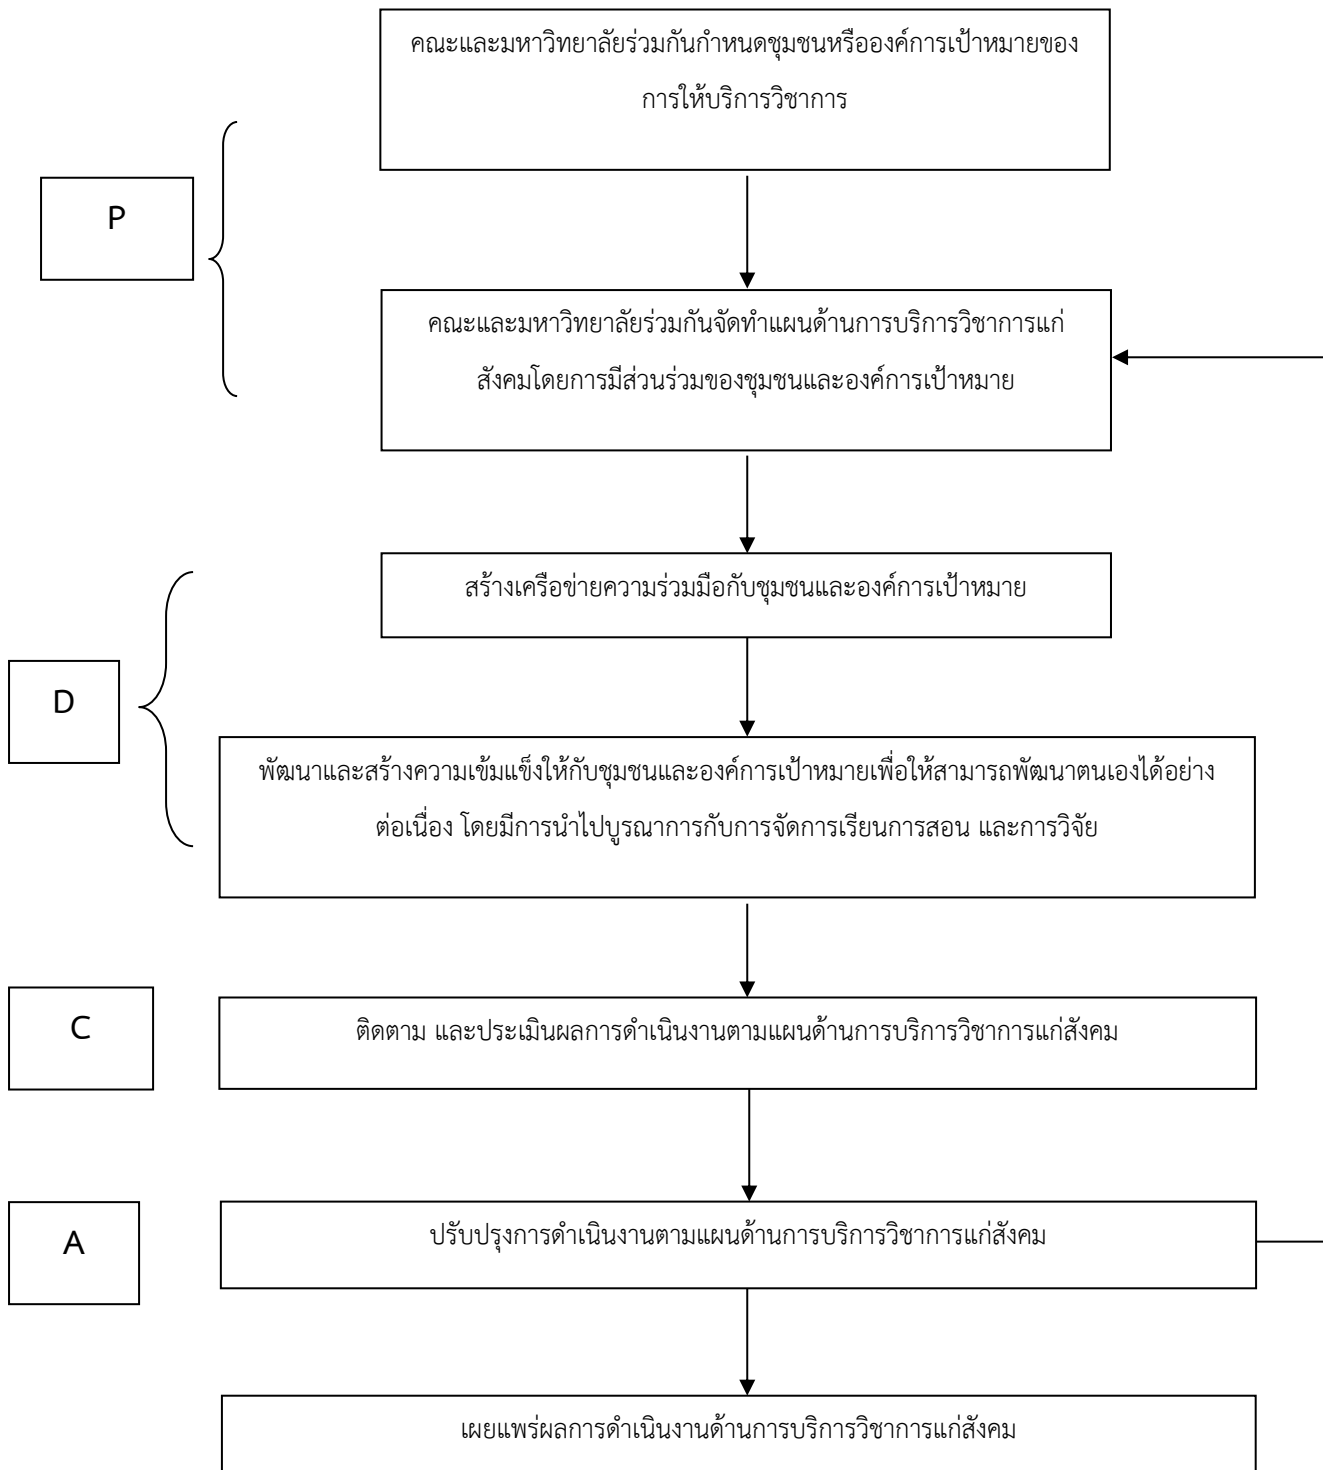 คณะและมหาวิทยาลัยร่วมกันกำหนดชุมชนหรือองค์การเป้าหมายของ
การให้บริการวิชาการ
P
คณะและมหาวิทยาลัยร่วมกันจัดทำแผนด้านการบริการวิชาการแก่
สังคมโดยการมีส่วนร่วมของชุมชนและองค์การเป้าหมาย
สร้างเครือข่ายความร่วมมือกับชุมชนและองค์การเป้าหมาย
D
พัฒนาและสร้างความเข้มแข็งให้กับชุมชนและองค์การเป้าหมายเพื่อให้สามารถพัฒนาตนเองได้อย่าง
ต่อเนื่อง โดยมีการนำไปบูรณาการกับการจัดการเรียนการสอน และการวิจัย
C
ติดตาม และประเมินผลการดำเนินงานตามแผนด้านการบริการวิชาการแก่สังคม
A
ปรับปรุงการดำเนินงานตามแผนด้านการบริการวิชาการแก่สังคม
เผยแพร่ผลการดำเนินงานด้านการบริการวิชาการแก่สังคม